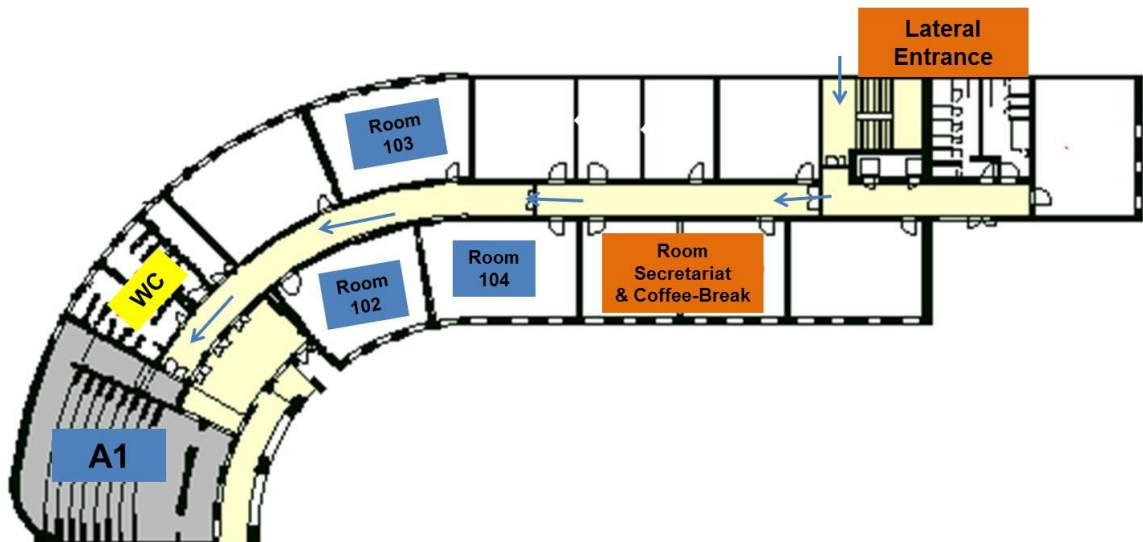 Lateral
Entrance
Room
103
Room
Secretariat
& Coffee-Break
Room
104
Room
102
WC
A1